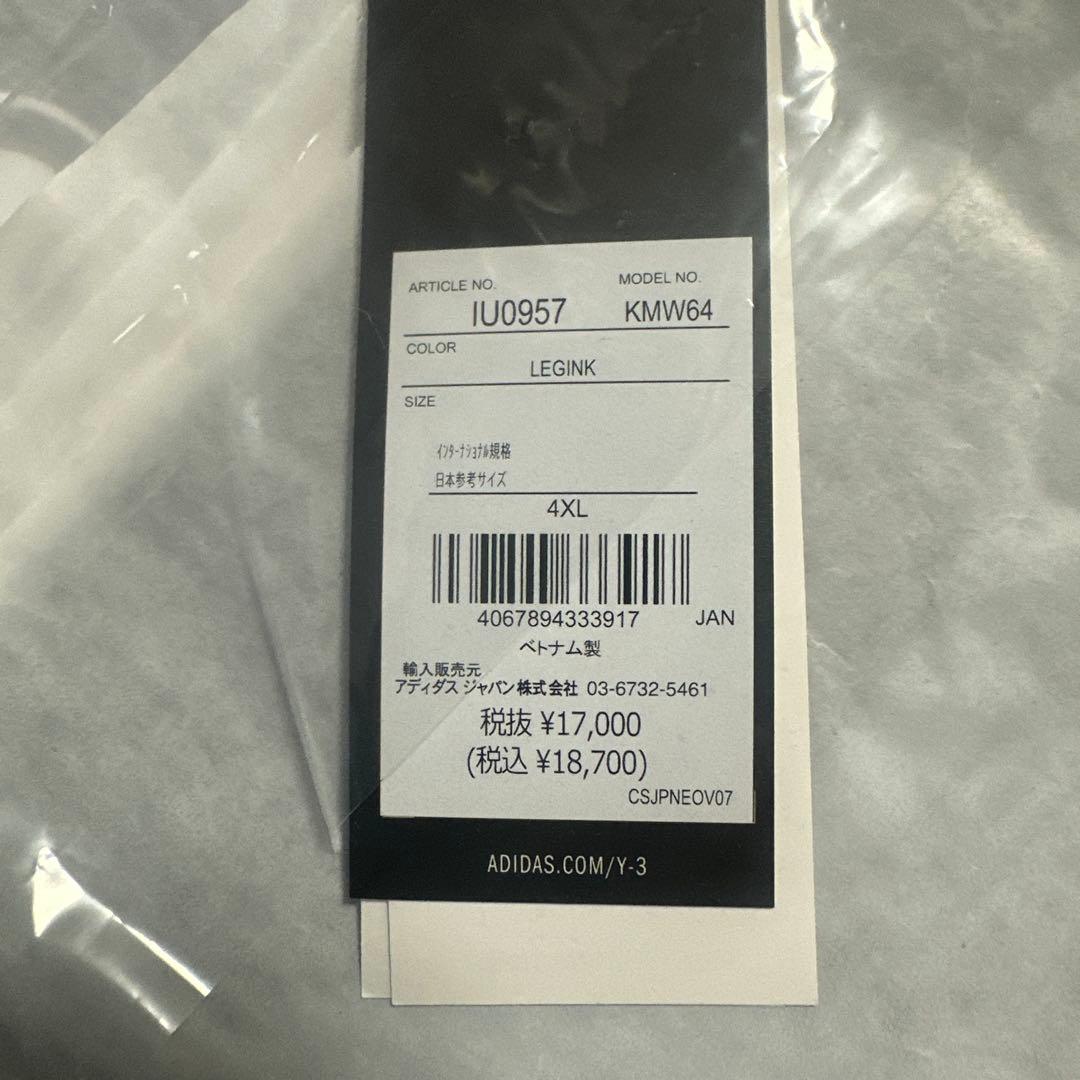 ARTICLE NO. MODEL NO.
IU0957 KMW64
COLOR
LEGINK
SIZE
ｲﾝﾀｰﾅｼｮﾅﾙ規格
日本参考サイズ
4XL
4067894333917 JAN
ベトナム製
輸入販売元
アディダス ジャパン株式会社 03-6732-5461
税抜 ¥17,000
(税込 ¥18,700)
CSJPNEOV07
ADIDAS.COM/Y-3